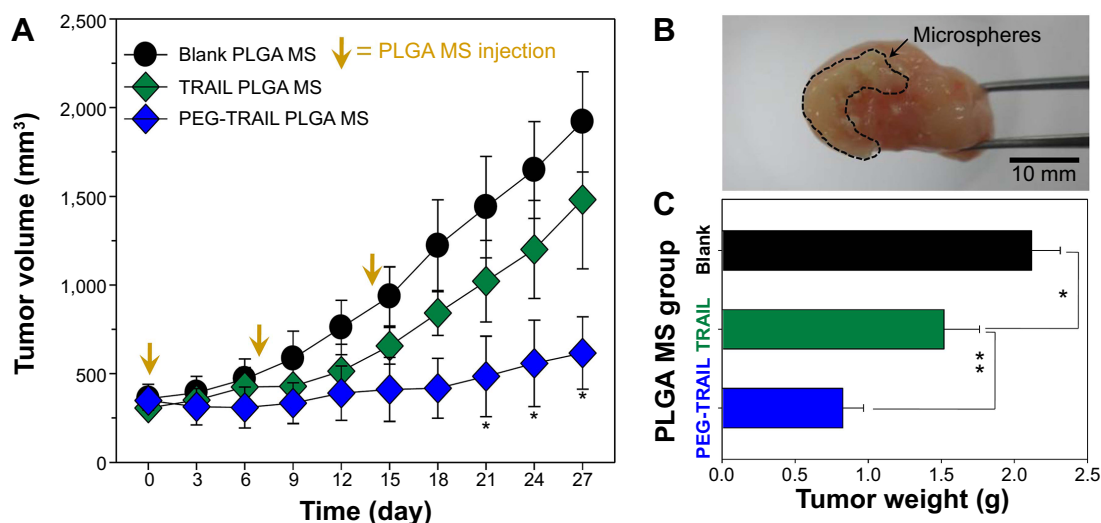 A
2,500
2,000
1,500
1,000
500
0
Tumor volume (mm³)
Blank PLGA MS
TRAIL PLGA MS
PEG-TRAIL PLGA MS
= PLGA MS injection
* * *
0 3 6 9 12 15 18 21 24 27
Time (day)
B
Microspheres
10 mm
C
PLGA MS group
Blank
TRAIL
PEG-TRAIL
*
*
*
0.0 0.5 1.0 1.5 2.0 2.5
Tumor weight (g)